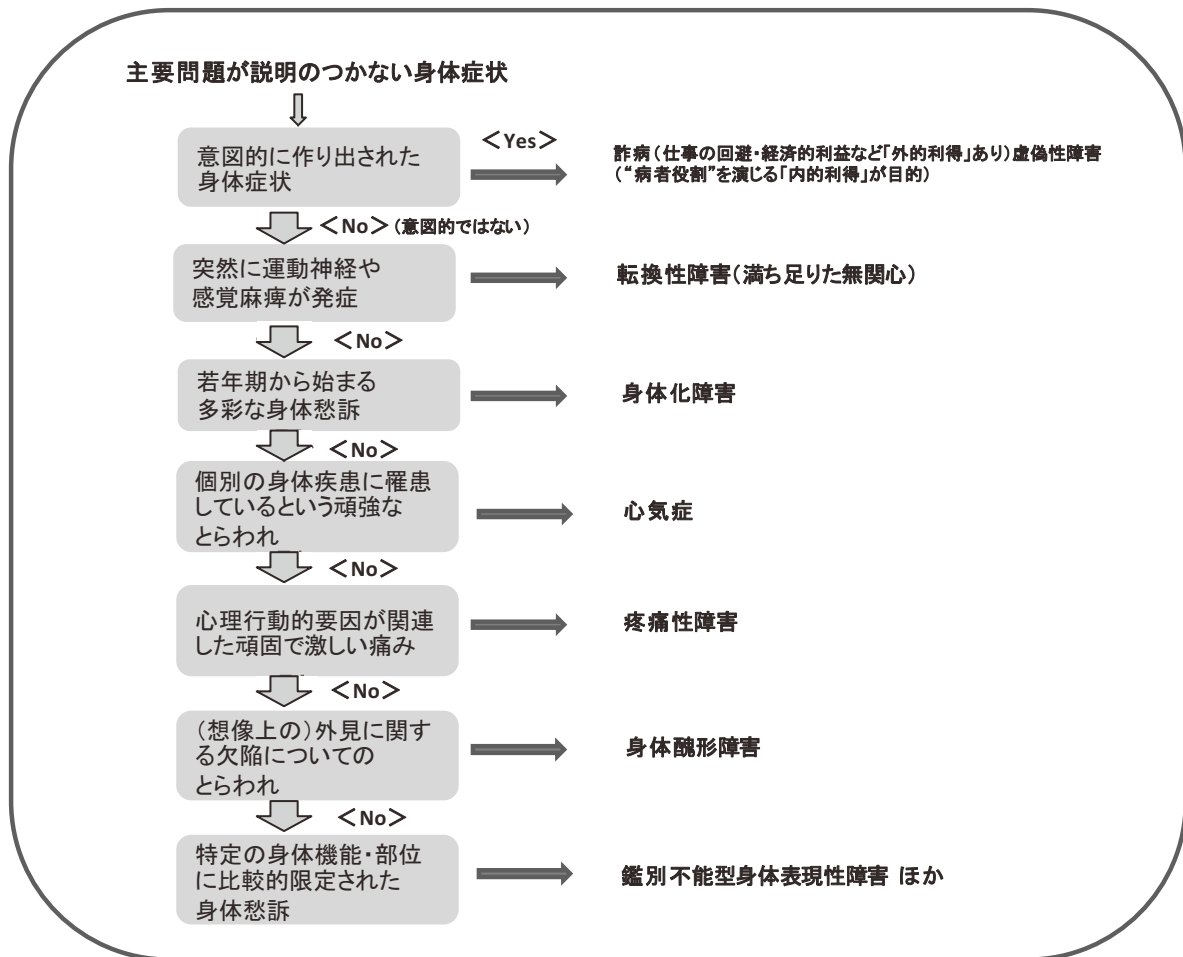 主要問題が説明のつかない身体症状
意図的に作り出された
身体症状
＜Yes＞
詐病（仕事の回避・経済的利益など「外的利得」あり）虚偽性障害
（“病者役割”を演じる「内的利得」が目的）
＜No＞（意図的ではない）
突然に運動神経や
感覚麻痺が発症
転換性障害（満ち足りた無関心）
＜No＞
若年期から始まる
多彩な身体愁訴
身体化障害
＜No＞
個別の身体疾患に罹患
しているという頑強な
とらわれ
心気症
＜No＞
心理行動的要因が関連
した頑固で激しい痛み
疼痛性障害
＜No＞
（想像上の）外見に関す
る欠陥についての
とらわれ
身体醜形障害
＜No＞
特定の身体機能・部位
に比較的限定された
身体愁訴
鑑別不能型身体表現性障害 ほか